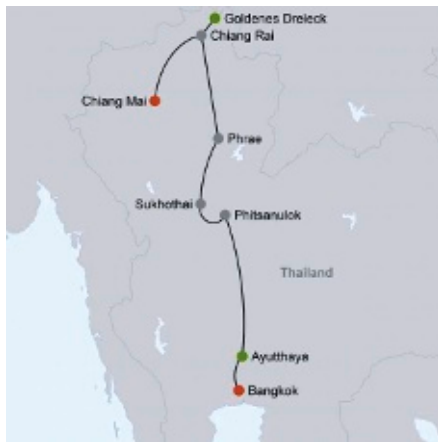 Goldenes Dreieck
Chiang Rai
Chiang Mai
Phrae
Sukhothai
Phitsanulok
Thailand
Ayutthaya
Bangkok